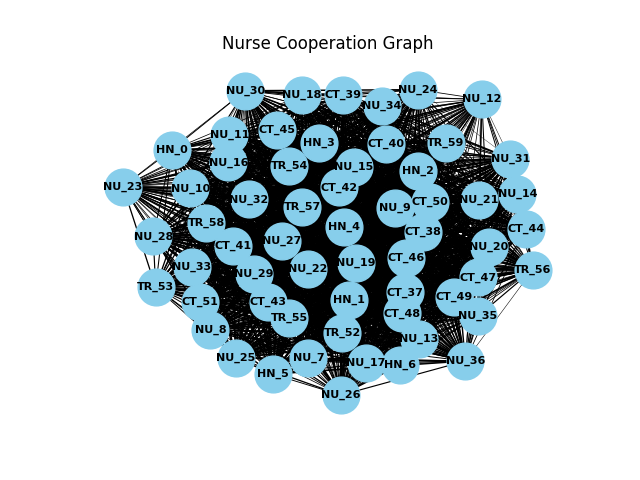 Nurse Cooperation Graph
NU_30
NU_18
CT_39
NU_34
NU_24
NU_12
NU_11
CT_45
HN_3
CT_40
TR_59
HN_0
NU_16
TR_54
NU_15
HN_2
NU_31
NU_23
NU_10
NU_32
CT_42
NU_9
CT_50
NU_21
NU_14
TR_58
TR_57
HN_4
CT_38
CT_44
NU_28
CT_41
NU_27
NU_20
NU_33
NU_29
NU_22
NU_19
CT_46
CT_47
TR_56
TR_53
CT_51
CT_43
HN_1
CT_37
CT_49
NU_8
TR_55
TR_52
CT_48
NU_35
NU_13
NU_25
NU_7
NU_17
HN_6
NU_36
HN_5
NU_26